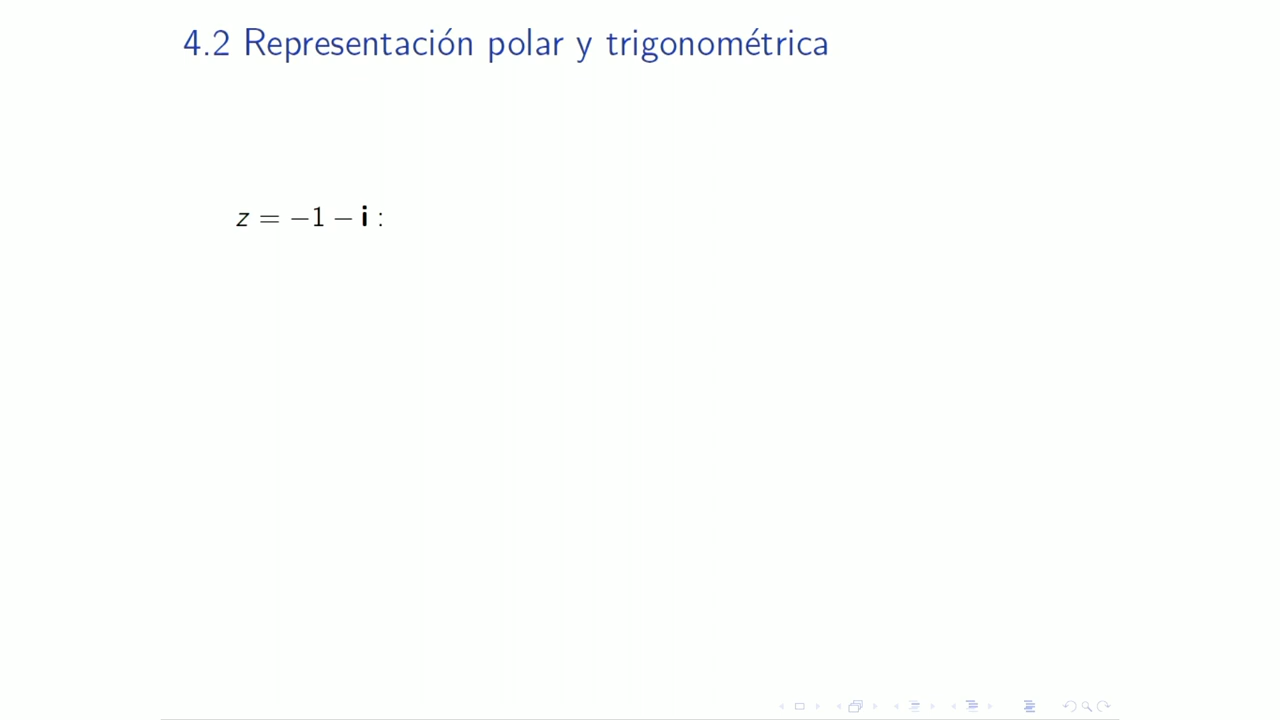 4.2 Representación polar y trigonométrica
z = −1 − i :